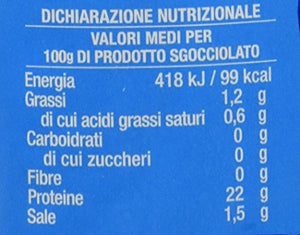 DICHIARAZIONE NUTRIZIONALE
VALORI MEDI PER
100g DI PRODOTTO SGOCCIOLATO
Energia 418 kJ / 99 kcal
Grassi 1,2 g
di cui acidi grassi saturi 0,6 g
Carboidrati 0 g
di cui zuccheri 0 g
Fibre 0 g
Proteine 22 g
Sale 1,5 g